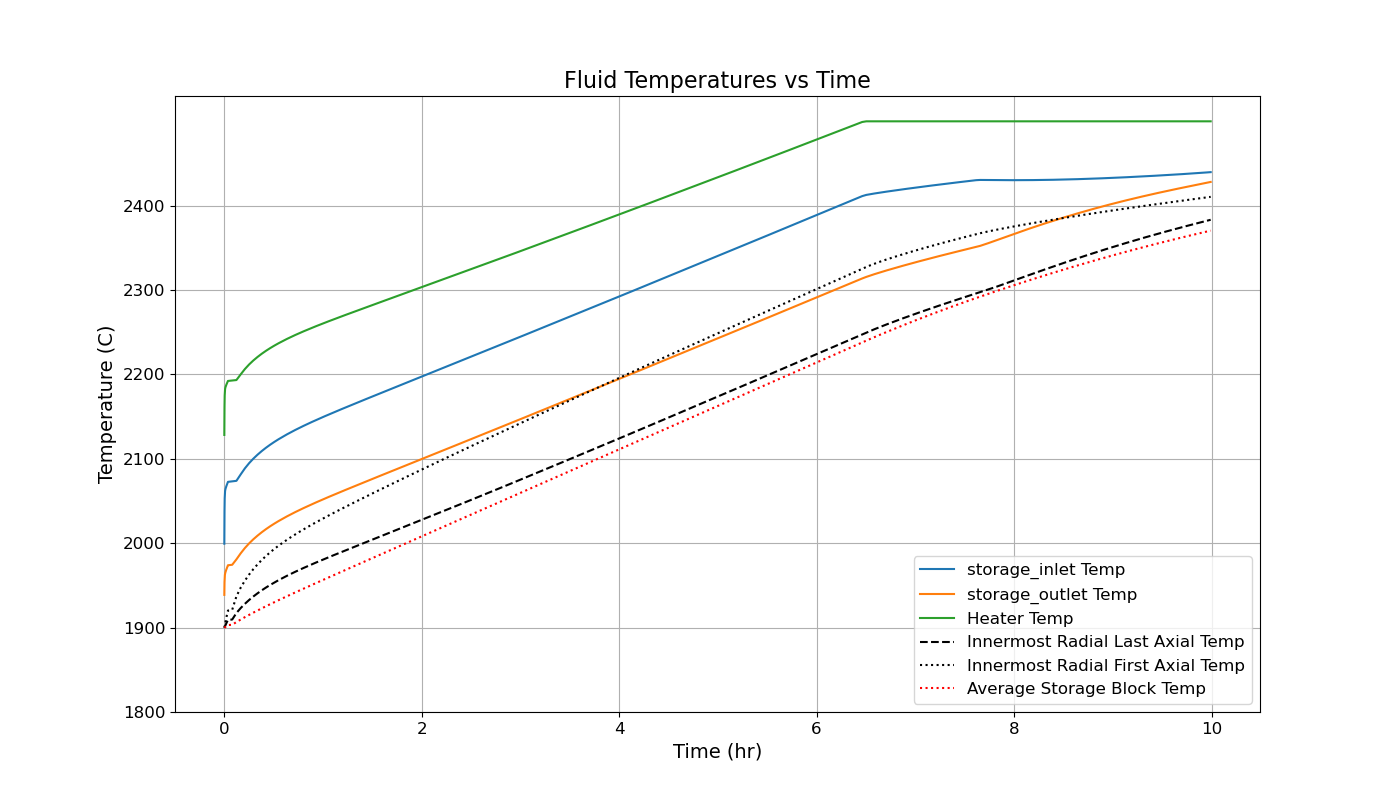 Fluid Temperatures vs Time
Temperature (C)
2400
2300
2200
2100
2000
1900
1800
0 2 4 6 8 10
Time (hr)
storage_inlet Temp
storage_outlet Temp
Heater Temp
Innermost Radial Last Axial Temp
Innermost Radial First Axial Temp
Average Storage Block Temp